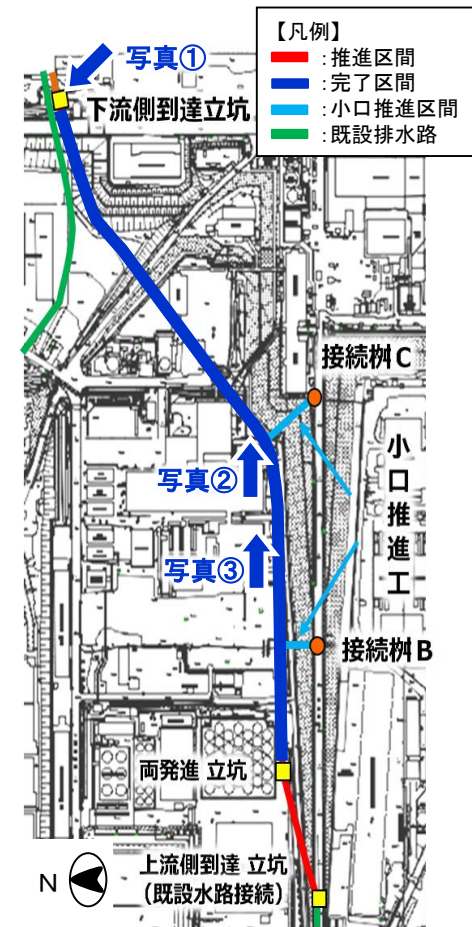 【凡例】
:推進区間
:完了区間
:小口推進区間
:既設排水路
写真①
下流側到達立坑
接続桝C
小口推進工
写真②
写真③
接続桝B
両発進 立坑
上流側到達 立坑
(既設水路接続)
N